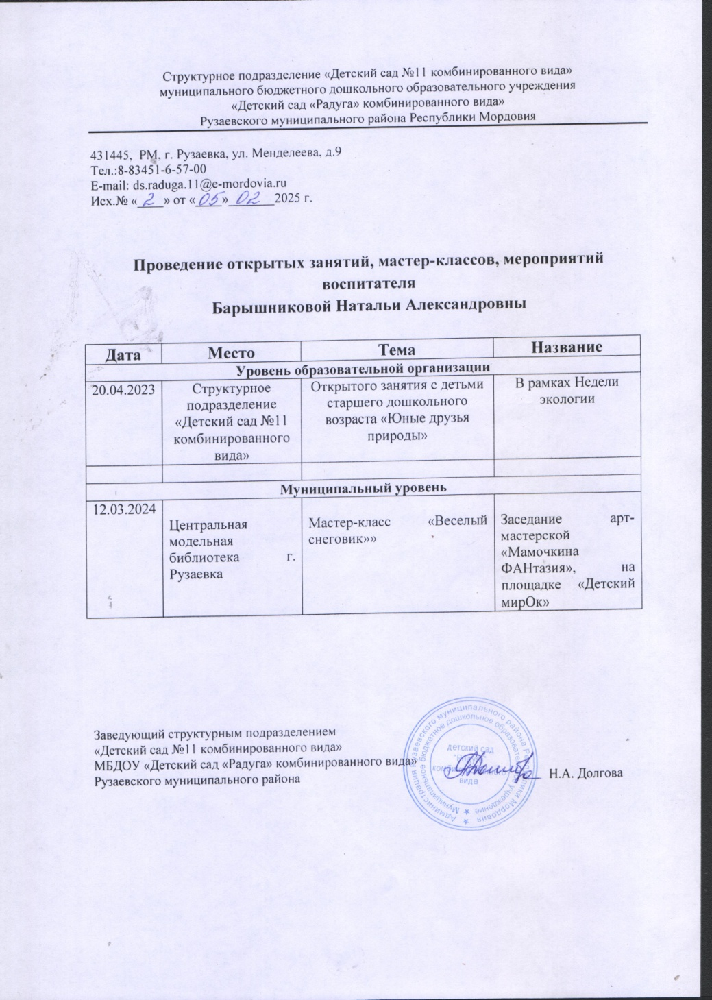 Структурное подразделение «Детский сад №11 комбинированного вида»
муниципального бюджетного дошкольного образовательного учреждения
«Детский сад «Радуга» комбинированного вида»
Рузаевского муниципального района Республики Мордовия
431445, РМ, г. Рузаевка, ул. Менделеева, д.9
Тел.:8-83451-6-57-00
E-mail: ds.raduga.11@e-mordovia.ru
Исх.№ «2» от «05» 02 2025 г.
Проведение открытых занятий, мастер-классов, мероприятий
воспитателя
Барышниковой Натальи Александровны
Дата Место Тема Название
Уровень образовательной организации
20.04.2023
Структурное
подразделение
«Детский сад №11
комбинированного
вида»
Открытого занятия с детьми
старшего дошкольного
возраста «Юные друзья
природы»
В рамках Недели
экологии
Муниципальный уровень
12.03.2024
Центральная
модельная
библиотека г.
Рузаевка
Мастер-класс «Веселый
снеговик»»
Заседание арт-
мастерской
«Мамочкина
ФАНтазия», на
площадке «Детский
мирОк»
Заведующий структурным подразделением
«Детский сад №11 комбинированного вида»
МБДОУ «Детский сад «Радуга» комбинированного вида»
Рузаевского муниципального района
Н.А. Долгова
Администрация Рузаевского муниципального района Республики Мордовия
Муниципальное бюджетное дошкольное образовательное учреждение
детский сад
вида